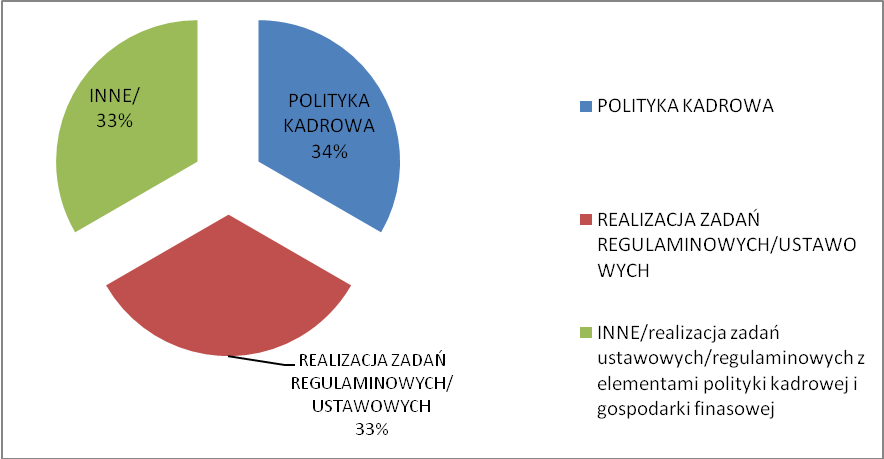 INNE/
33%
POLITYKA
KADROWA
34%
REALIZACJA ZADAŃ
REGULAMINOWYCH/
USTAWOWYCH
33%
POLITYKA KADROWA
REALIZACJA ZADAŃ
REGULAMINOWYCH/USTAWO
WYCH
INNE/realizacja zadań
ustawowych/regulaminowych z
elementami polityki kadrowej i
gospodarki finasowej